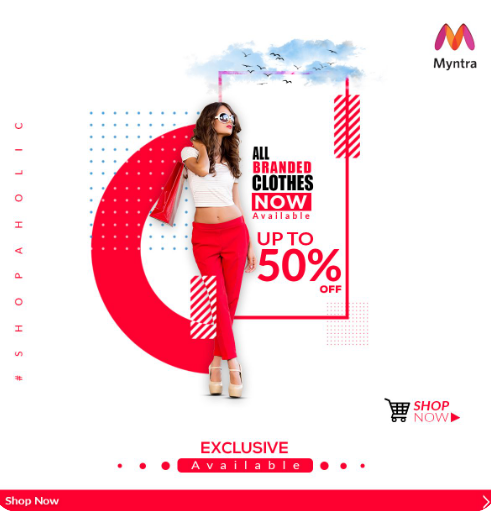 Myntra
# SHOPAHOLIC
ALL
BRANDED
CLOTHES
NOW
Available
UP TO
50%
OFF
SHOP
NOW
EXCLUSIVE
Available
Shop Now